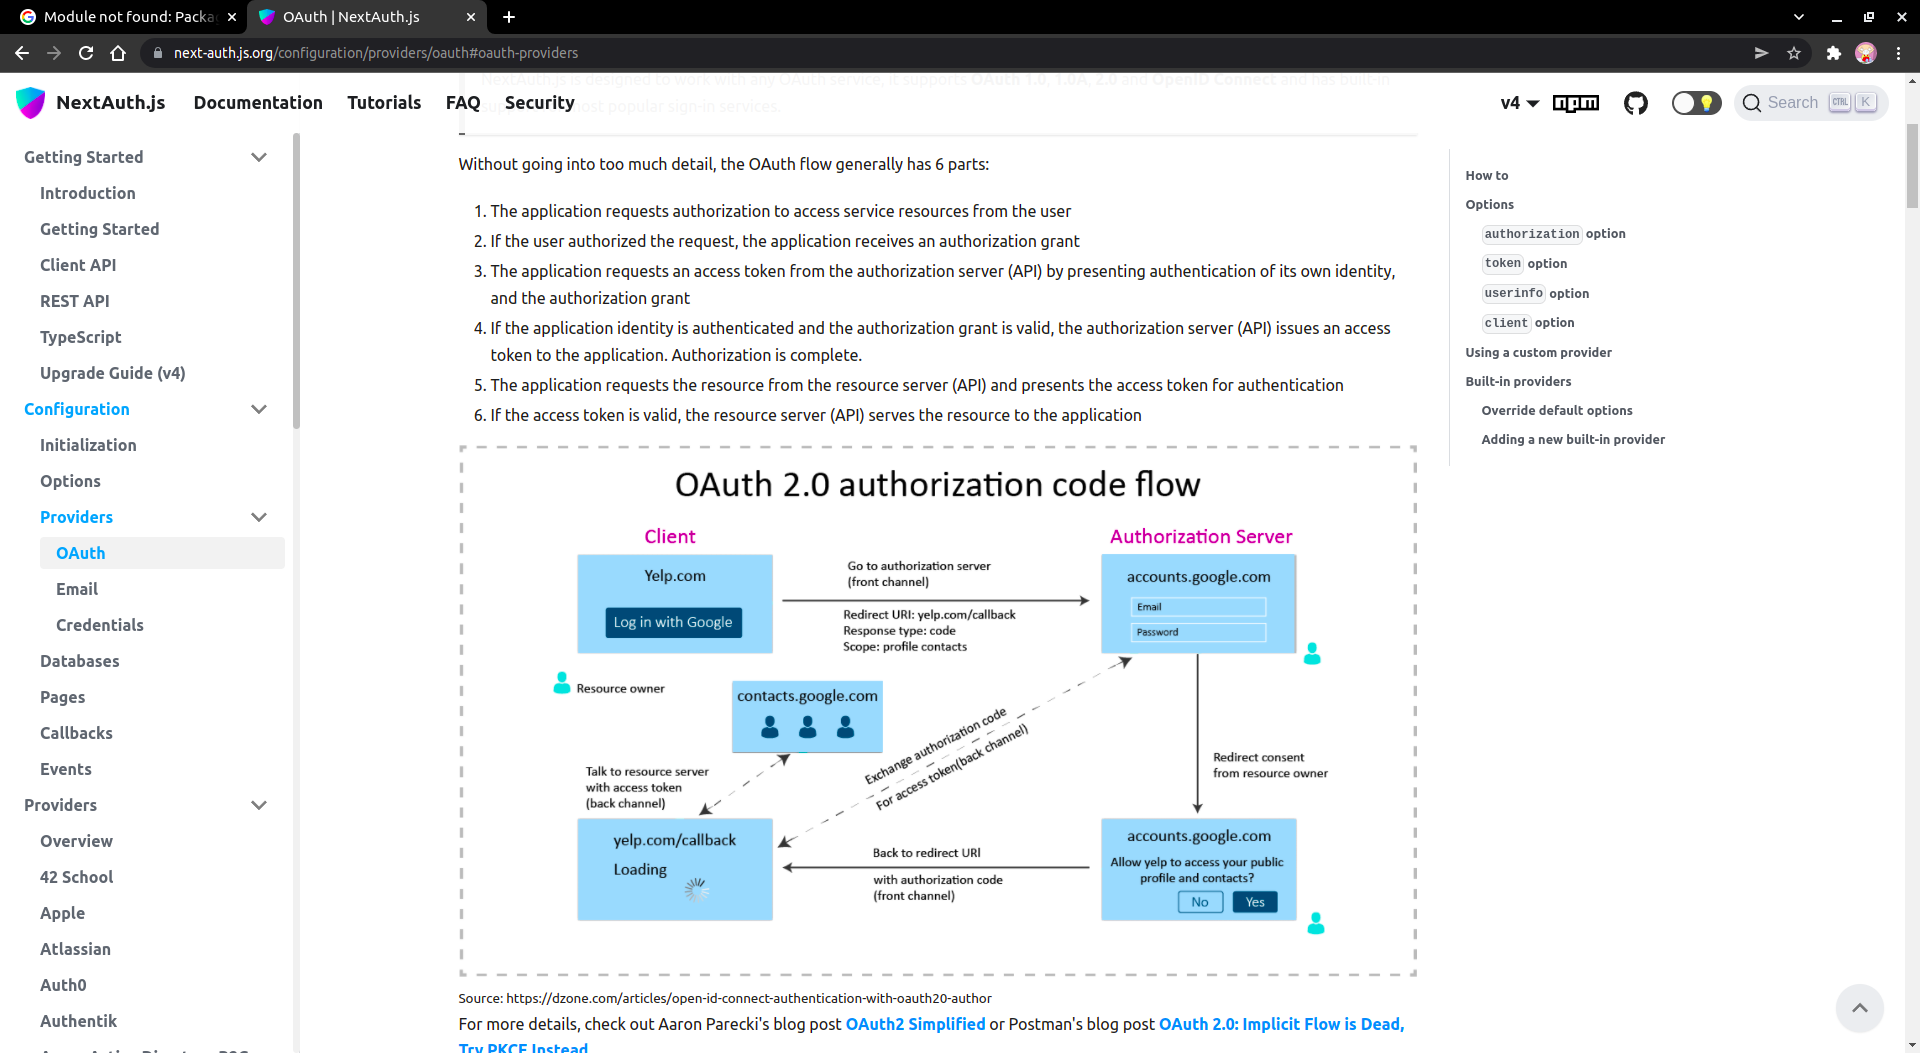 Module not found: Packa
OAuth | NextAuth.js
next-auth.js.org/configuration/providers/oauth#oauth-providers
NextAuth.js is designed to work with any OAuth service, it supports OAuth 1.0, 1.0A, 2.0 and OpenID Connect and has built-in
most popular sign-in services.
NextAuth.js Documentation Tutorials FAQ Security v4 npm Search CTRL K
Getting Started
Introduction
Getting Started
Client API
REST API
TypeScript
Upgrade Guide (v4)
Configuration
Initialization
Options
Providers
OAuth
Email
Credentials
Databases
Pages
Callbacks
Events
Providers
Overview
42 School
Apple
Atlassian
Auth0
Authentik
Without going into too much detail, the OAuth flow generally has 6 parts:
1. The application requests authorization to access service resources from the user
2. If the user authorized the request, the application receives an authorization grant
3. The application requests an access token from the authorization server (API) by presenting authentication of its own identity,
and the authorization grant
4. If the application identity is authenticated and the authorization grant is valid, the authorization server (API) issues an access
token to the application. Authorization is complete.
5. The application requests the resource from the resource server (API) and presents the access token for authentication
6. If the access token is valid, the resource server (API) serves the resource to the application
OAuth 2.0 authorization code flow
Client
Authorization Server
Yelp.com
Log in with Google
Go to authorization server
(front channel)
Redirect URI: yelp.com/callback
Response type: code
Scope: profile contacts
accounts.google.com
Email
Password
Resource owner
contacts.google.com
Exchange authorization code
For access token(back channel)
Redirect consent
from resource owner
Talk to resource server
with access token
(back channel)
yelp.com/callback
Loading
Back to redirect URI
with authorization code
(front channel)
accounts.google.com
Allow yelp to access your public
profile and contacts?
No
Yes
Source: https://dzone.com/articles/open-id-connect-authentication-with-oauth20-author
For more details, check out Aaron Parecki's blog post OAuth2 Simplified or Postman's blog post OAuth 2.0: Implicit Flow is Dead,
Try PKCE Instead
How to
Options
authorization option
token option
userinfo option
client option
Using a custom provider
Built-in providers
Override default options
Adding a new built-in provider